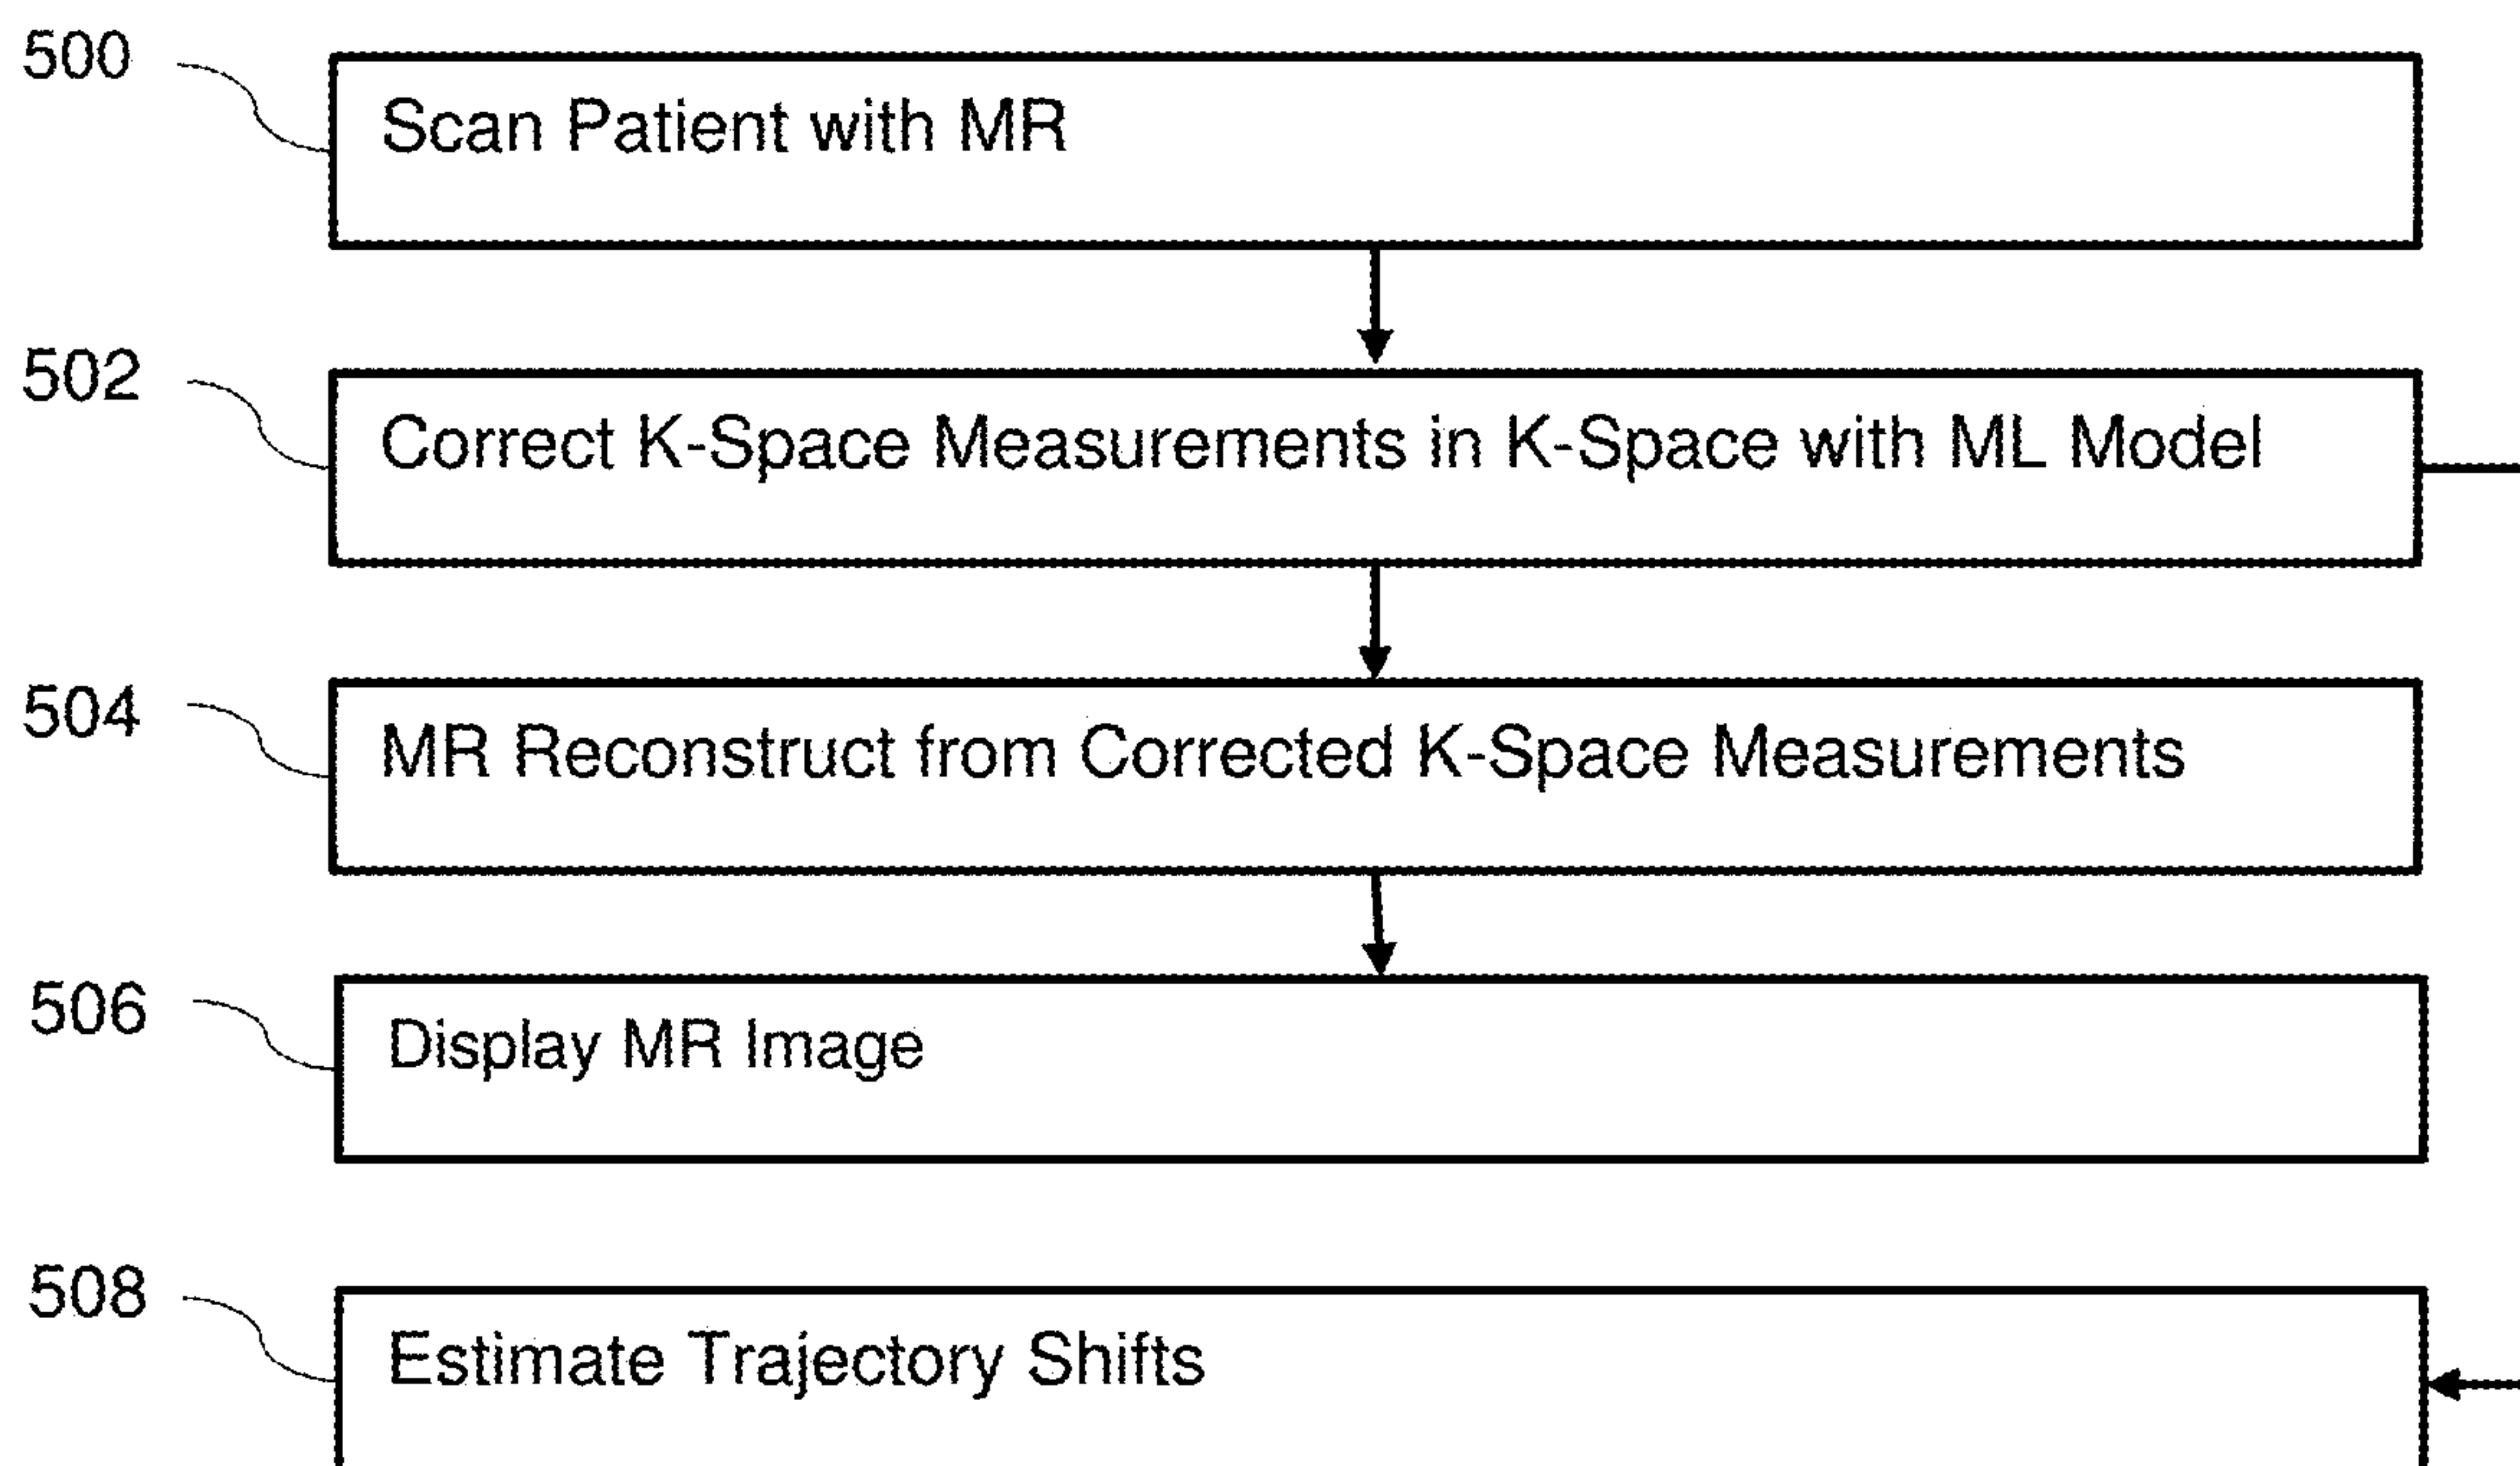 500
Scan Patient with MR
502
Correct K-Space Measurements in K-Space with ML Model
504
MR Reconstruct from Corrected K-Space Measurements
506
Display MR Image
508
Estimate Trajectory Shifts